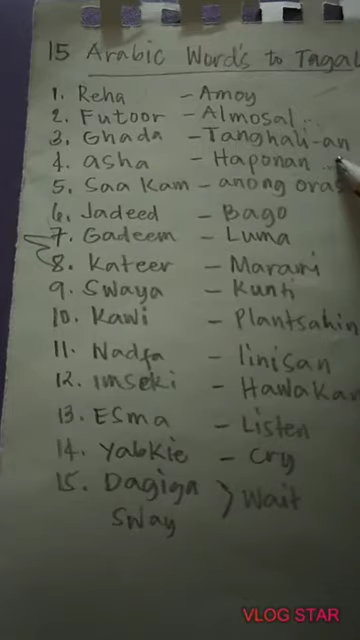 15 Arabic Word's to Tagal
1. Reha - Amoy
2. Futoor - Almosal..
3. Ghada - Tanghali-an
4. asha - Haponan ..
5. Saa Kam - anong oras
6. Jadeed - Bago
7. Gadeem - Luma
8. Kateer - Marami
9. Swaya - Kunti
10. Kawi - Plantsahin
11. Nadfa - linisan
12. imseki - Hawakan
13. ESma - Listen
14. Yabkie - Cry
15. Dagiga > Wait
Sway
VLOG STAR